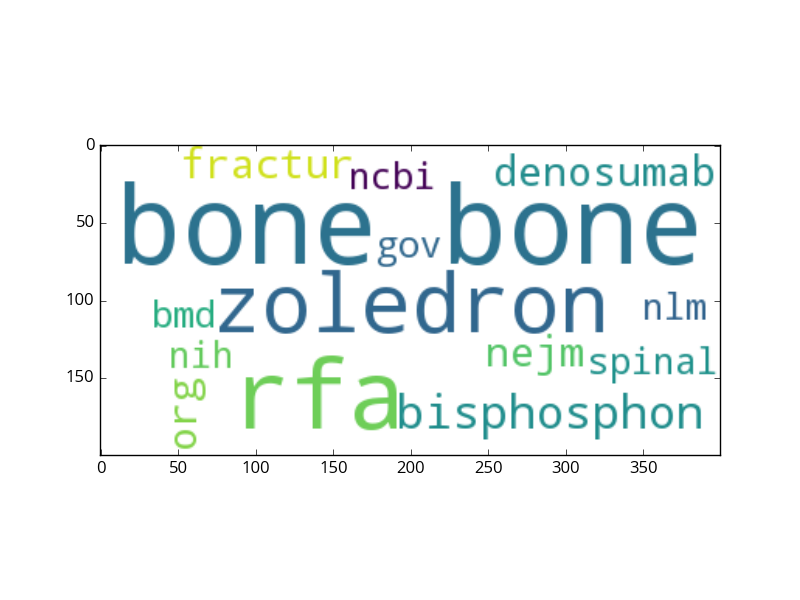 fractur
ncbi
denosumab
bone
gov
bone
zoledron
bmd
nlm
nih
nejm
spinal
org
rfa
bisphosphon
0
50
100
150
0 50 100 150 200 250 300 350